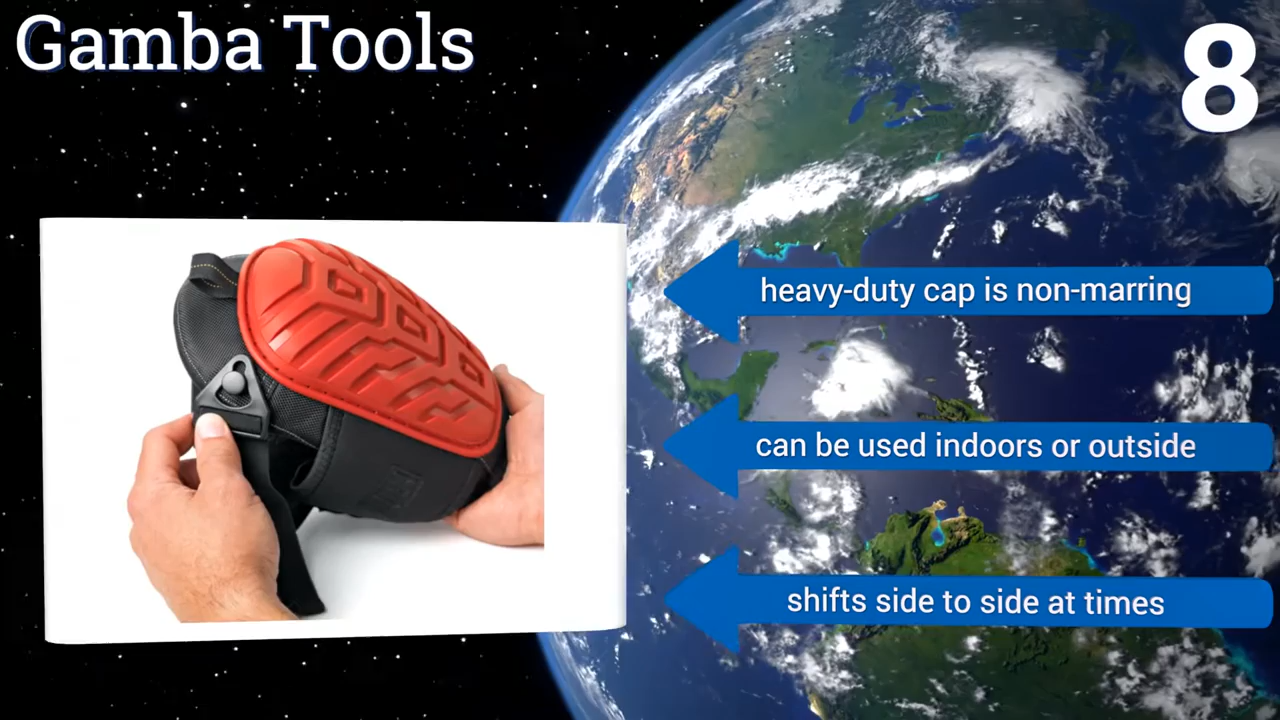 Gamba Tools
8
heavy-duty cap is non-marring
can be used indoors or outside
shifts side to side at times